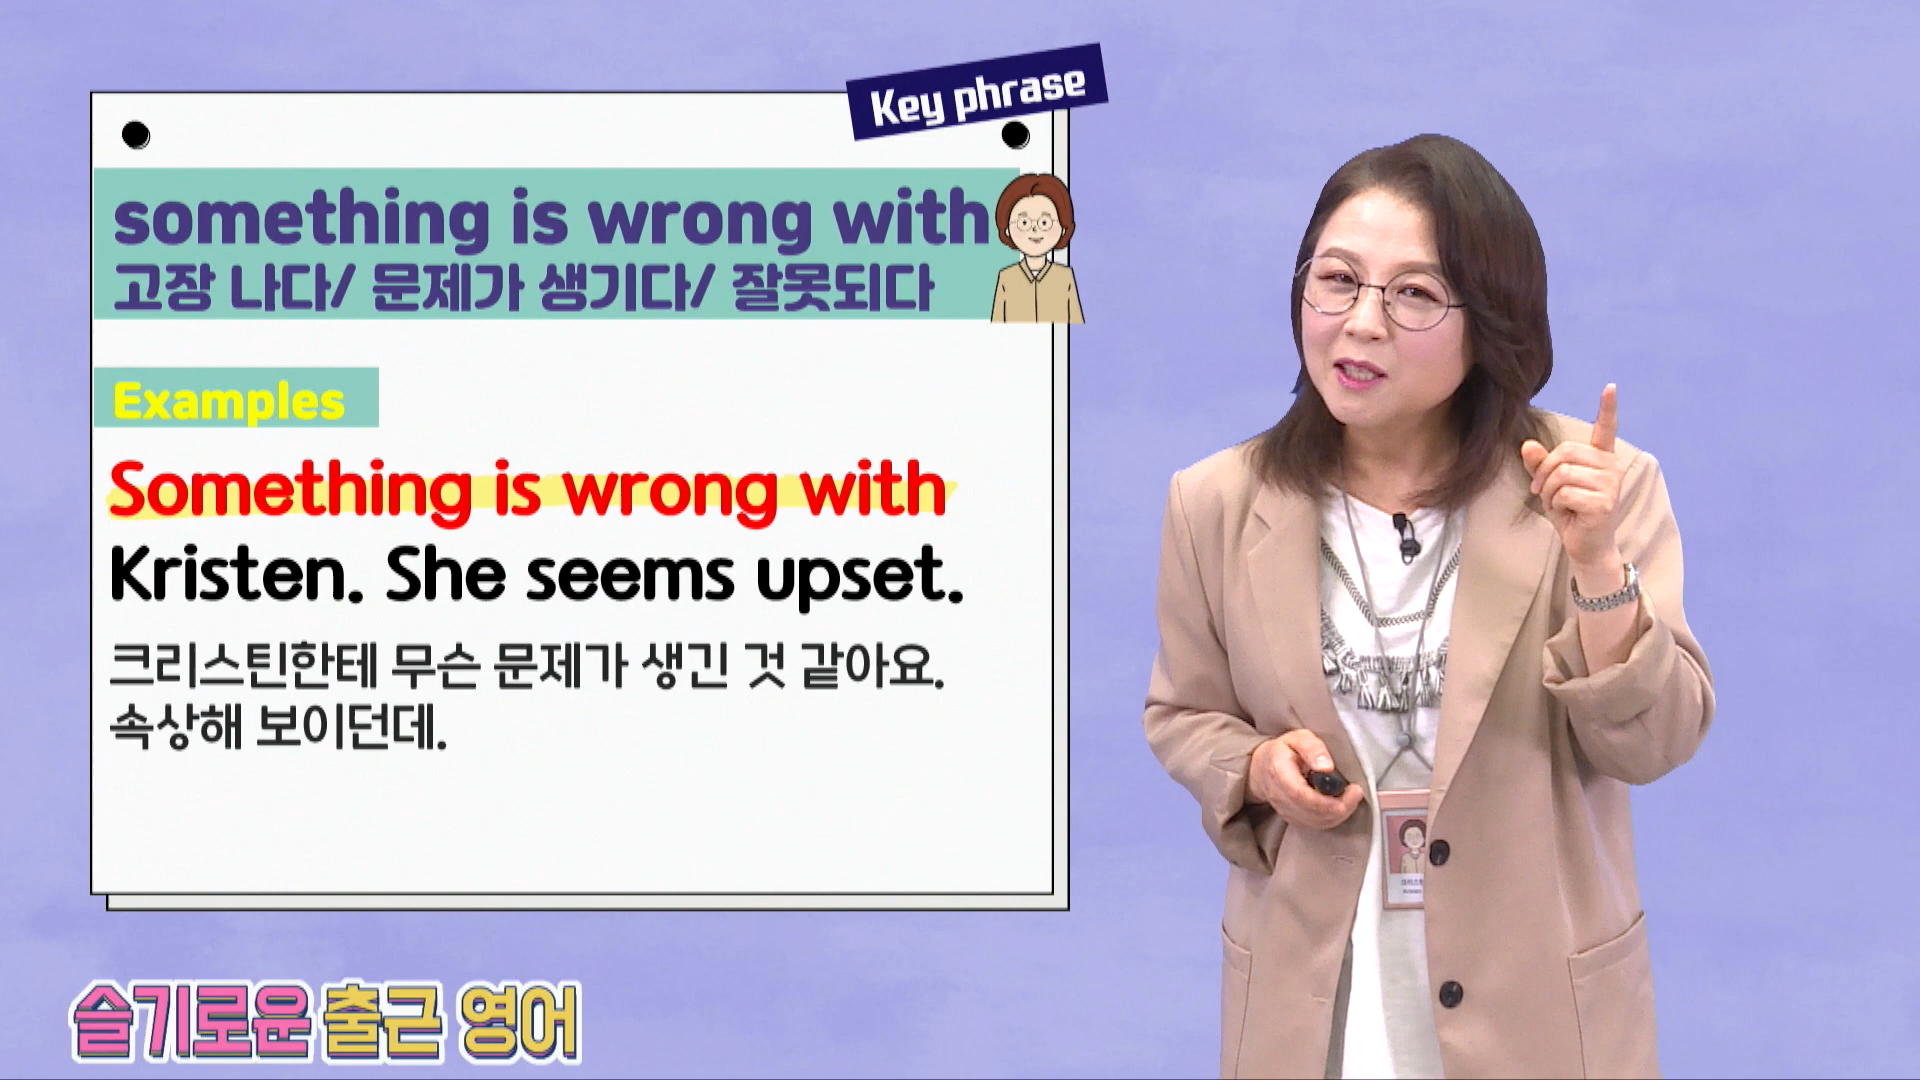 Key phrase
something is wrong with
고장 나다/ 문제가 생기다/ 잘못되다
Examples
Something is wrong with
Kristen. She seems upset.
크리스틴한테 무슨 문제가 생긴 것 같아요.
속상해 보이던데.
슬기로운 출근 영어